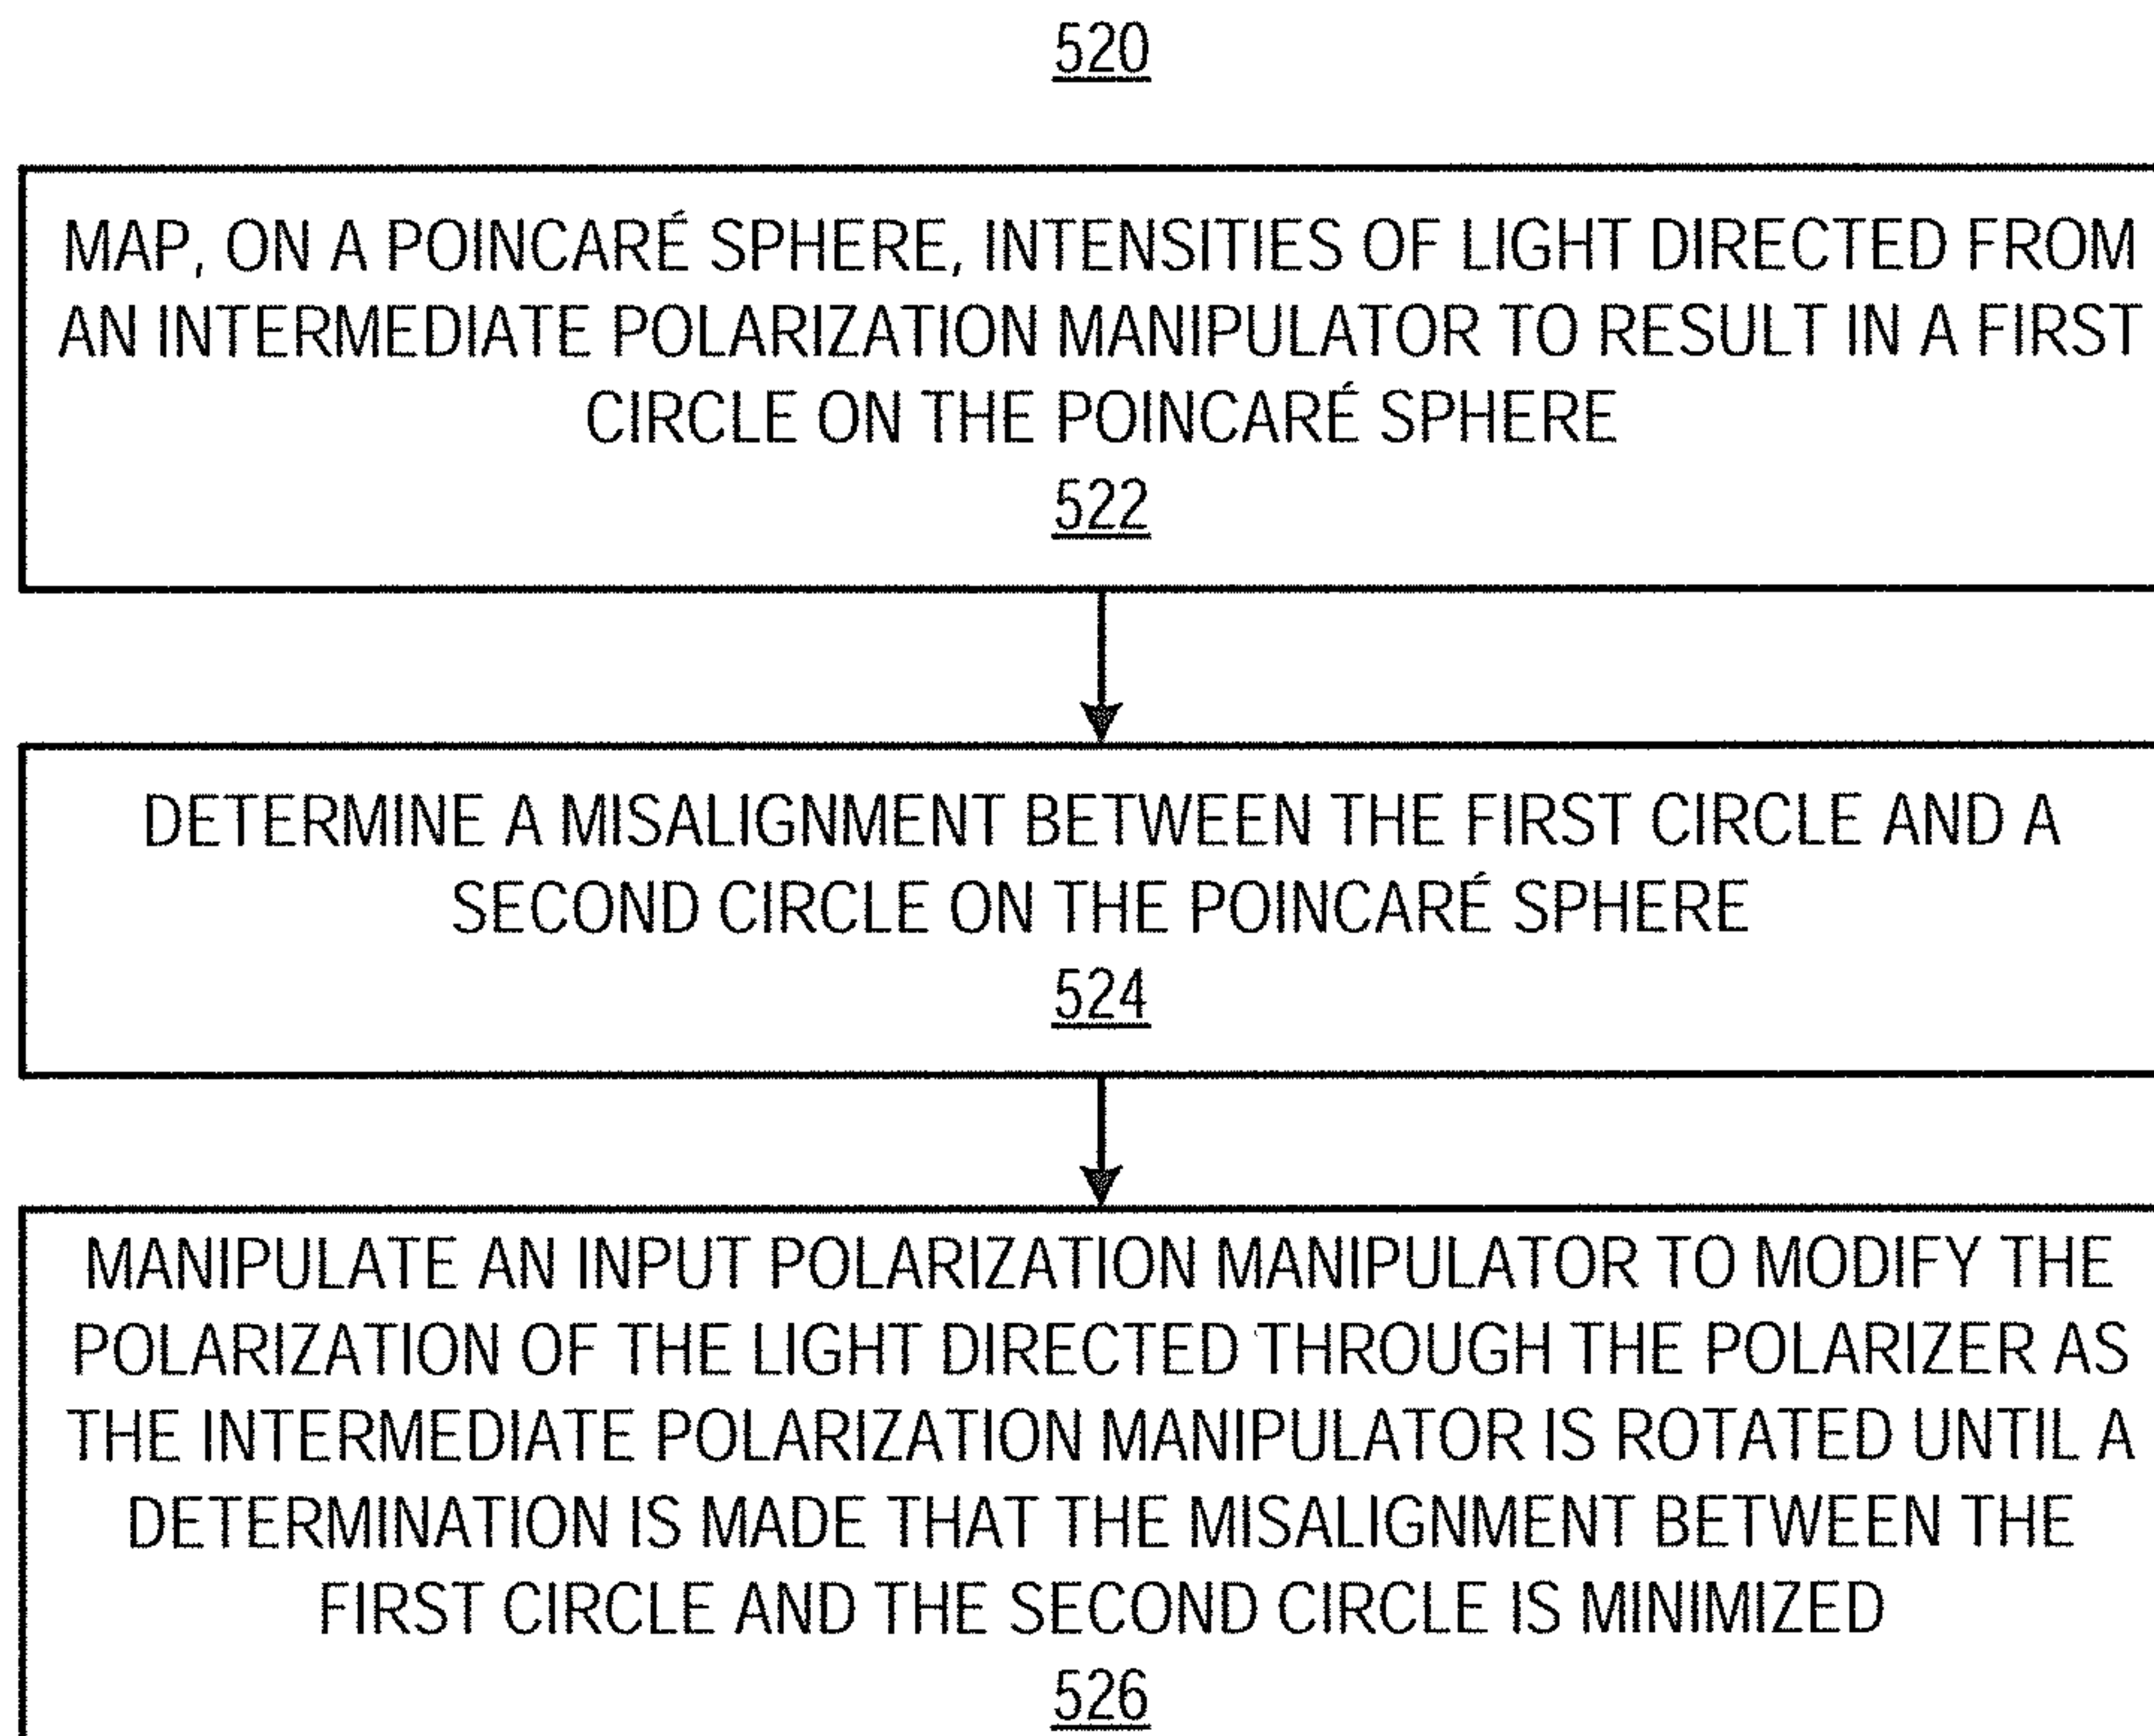 520
MAP, ON A POINCARÉ SPHERE, INTENSITIES OF LIGHT DIRECTED FROM
AN INTERMEDIATE POLARIZATION MANIPULATOR TO RESULT IN A FIRST
CIRCLE ON THE POINCARÉ SPHERE
522
DETERMINE A MISALIGNMENT BETWEEN THE FIRST CIRCLE AND A
SECOND CIRCLE ON THE POINCARÉ SPHERE
524
MANIPULATE AN INPUT POLARIZATION MANIPULATOR TO MODIFY THE
POLARIZATION OF THE LIGHT DIRECTED THROUGH THE POLARIZER AS
THE INTERMEDIATE POLARIZATION MANIPULATOR IS ROTATED UNTIL A
DETERMINATION IS MADE THAT THE MISALIGNMENT BETWEEN THE
FIRST CIRCLE AND THE SECOND CIRCLE IS MINIMIZED
526